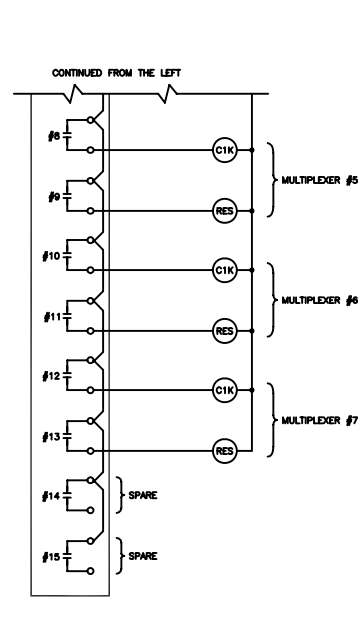 CONTINUED FROM THE LEFT
#8
C1K
MULTIPLEXER #5
#9
RES
#10
C1K
MULTIPLEXER #6
#11
RES
#12
C1K
MULTIPLEXER #7
#13
RES
#14
SPARE
#15
SPARE